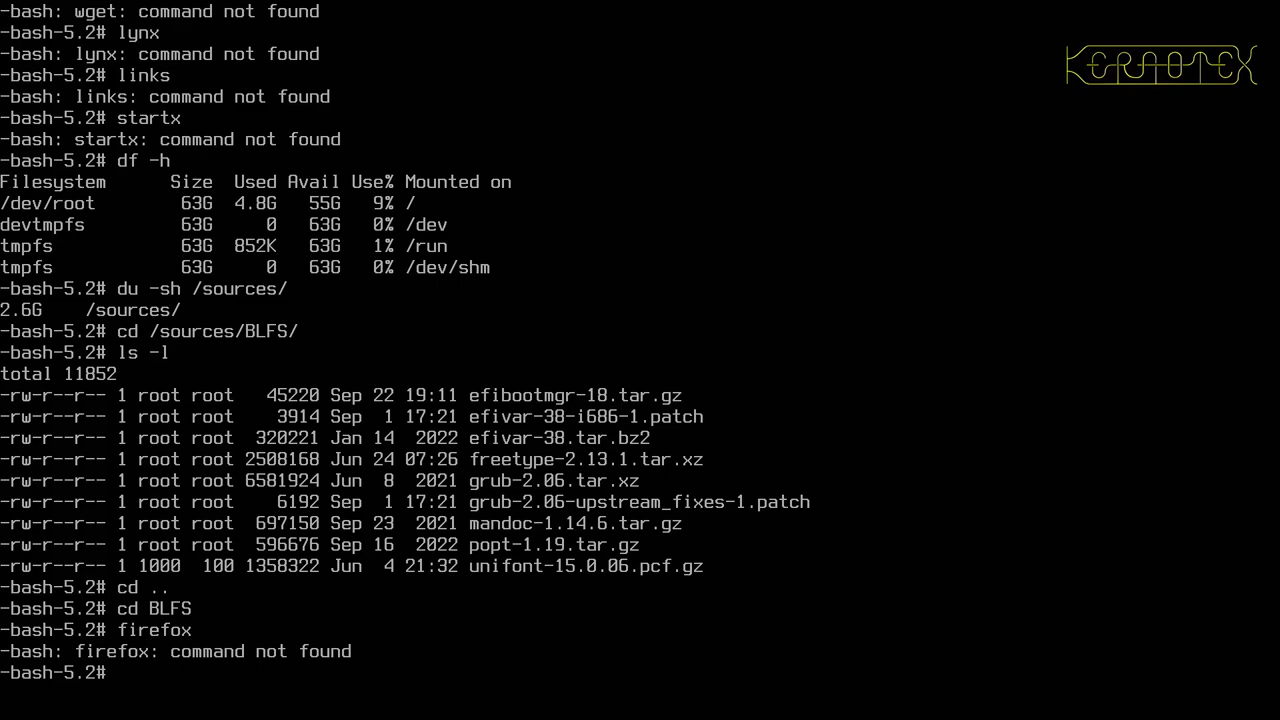 -bash: wget: command not found
-bash-5.2# lynx
-bash: lynx: command not found
-bash-5.2# links
-bash: links: command not found
-bash-5.2# startx
-bash: startx: command not found
-bash-5.2# df -h
Filesystem      Size  Used Avail Use% Mounted on
/dev/root        63G  4.8G   55G   9% /
devtmpfs         63G     0   63G   0% /dev
tmpfs            63G  852K   63G   1% /run
tmpfs            63G     0   63G   0% /dev/shm
-bash-5.2# du -sh /sources/
2.6G    /sources/
-bash-5.2# cd /sources/BLFS/
-bash-5.2# ls -l
total 11852
-rw-r--r-- 1 root root   45220 Sep 22 19:11 efibootmgr-18.tar.gz
-rw-r--r-- 1 root root    3914 Sep  1 17:21 efivar-38-i686-1.patch
-rw-r--r-- 1 root root  320221 Jan 14  2022 efivar-38.tar.bz2
-rw-r--r-- 1 root root 2508168 Jun 24 07:26 freetype-2.13.1.tar.xz
-rw-r--r-- 1 root root 6581924 Jun  8  2021 grub-2.06.tar.xz
-rw-r--r-- 1 root root    6192 Sep  1 17:21 grub-2.06-upstream_fixes-1.patch
-rw-r--r-- 1 root root  697150 Sep 23  2021 mandoc-1.14.6.tar.gz
-rw-r--r-- 1 root root  596676 Sep 16  2022 popt-1.19.tar.gz
-rw-r--r-- 1 1000  100 1358322 Jun  4 21:32 unifont-15.0.06.pcf.gz
-bash-5.2# cd ..
-bash-5.2# cd BLFS
-bash-5.2# firefox
-bash: firefox: command not found
-bash-5.2#